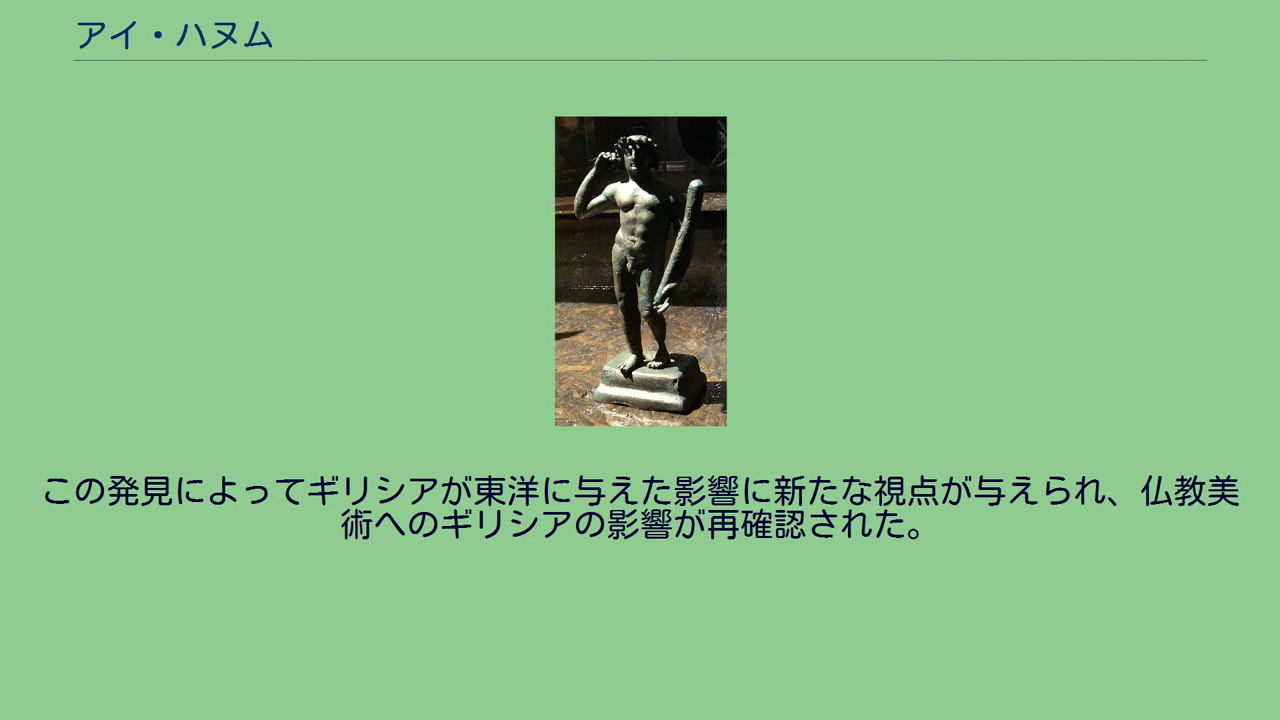 アイ・ハヌム
この発見によってギリシアが東洋に与えた影響に新たな視点が与えられ、仏教美
術へのギリシアの影響が再確認された。